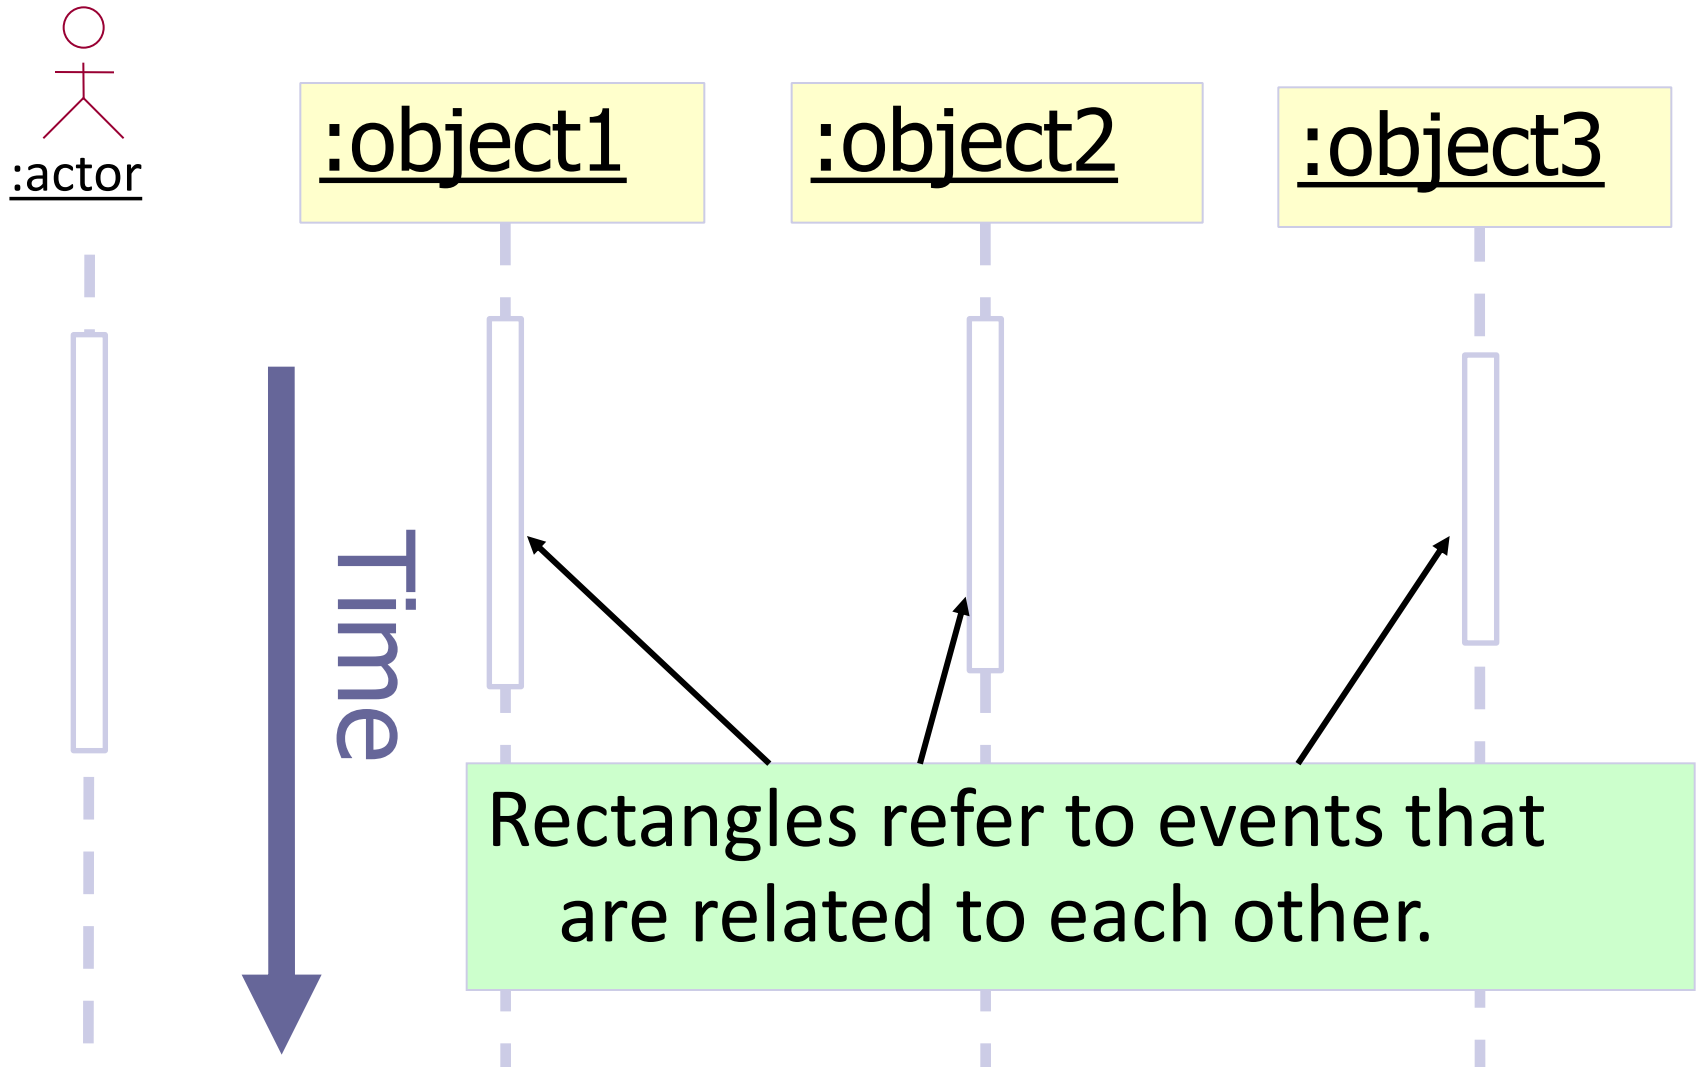 :actor
:object1
:object2
:object3
Time
Rectangles refer to events that
are related to each other.